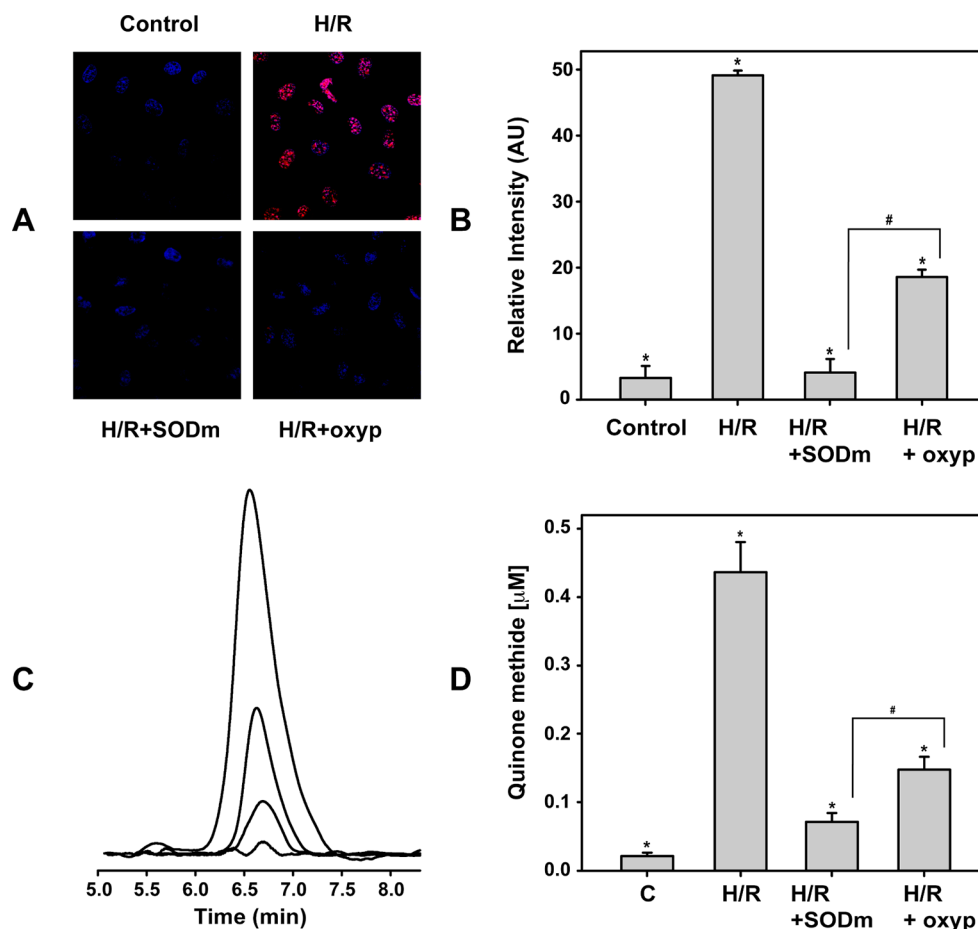 Control H/R
A
H/R+SODm H/R+oxyp
B
Relative Intensity (AU)
50
40
30
20
10
0
* * * * #
Control H/R H/R H/R
+SODm + oxyp
C
5.0 5.5 6.0 6.5 7.0 7.5 8.0
Time (min)
D
Quinone methide [μM]
0.5
0.4
0.3
0.2
0.1
0.0
* * * * #
C H/R H/R H/R
+SODm + oxyp